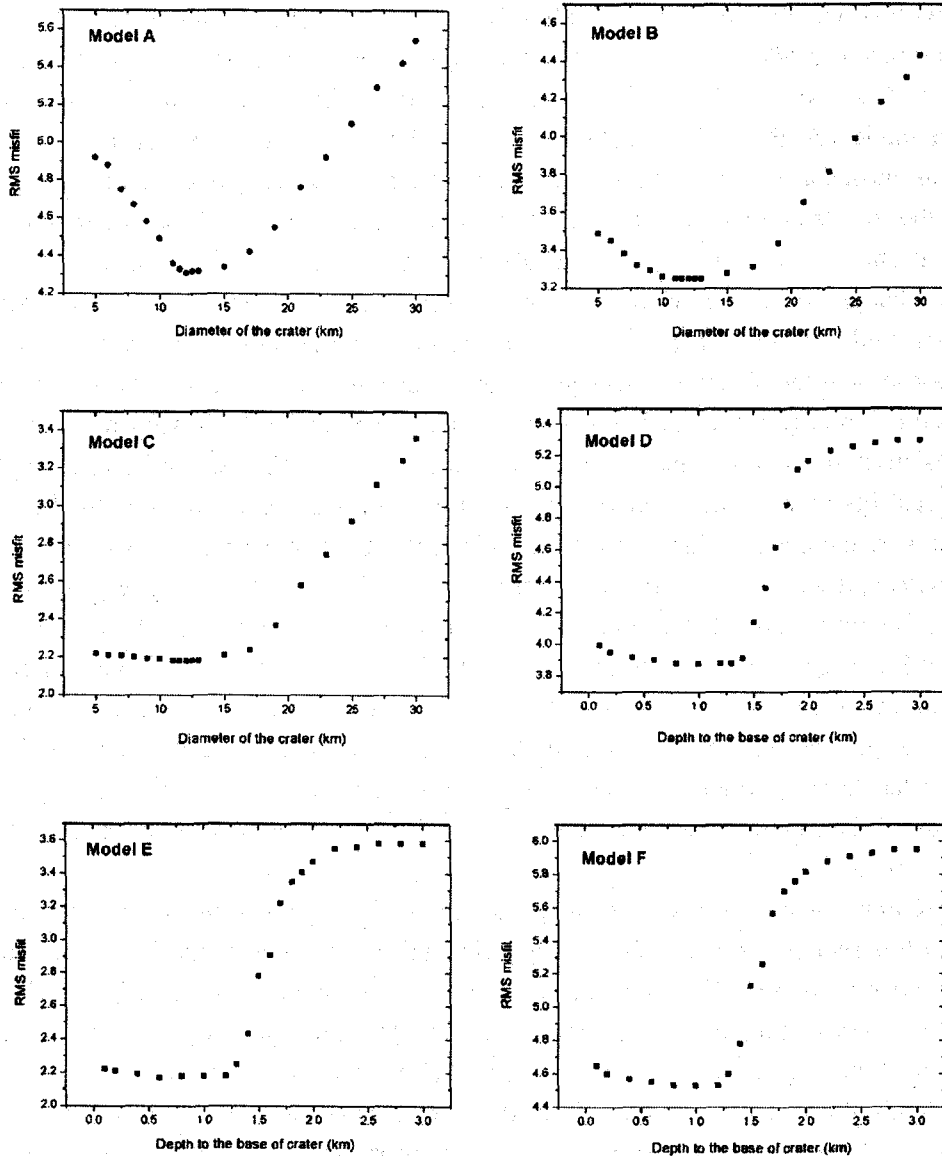 Model A
RMS misfit
5.6
5.4
5.2
5.0
4.8
4.6
4.4
4.2
5 10 15 20 25 30
Diameter of the crater (km)
Model B
RMS misfit
4.4
4.2
4.0
3.8
3.6
3.4
3.2
5 10 15 20 25 30
Diameter of the crater (km)
Model C
RMS misfit
3.4
3.2
3.0
2.8
2.6
2.4
2.2
2.0
5 10 15 20 25 30
Diameter of the crater (km)
Model D
RMS misfit
5.4
5.2
5.0
4.8
4.6
4.4
4.2
4.0
3.8
0.0 0.5 1.0 1.5 2.0 2.5 3.0
Depth to the base of crater (km)
Model E
RMS misfit
3.6
3.4
3.2
3.0
2.8
2.6
2.4
2.2
2.0
0.0 0.5 1.0 1.5 2.0 2.5 3.0
Depth to the base of crater (km)
Model F
RMS misfit
6.0
5.8
5.6
5.4
5.2
5.0
4.8
4.6
4.4
0.0 0.5 1.0 1.5 2.0 2.5 3.0
Depth to the base of crater (km)